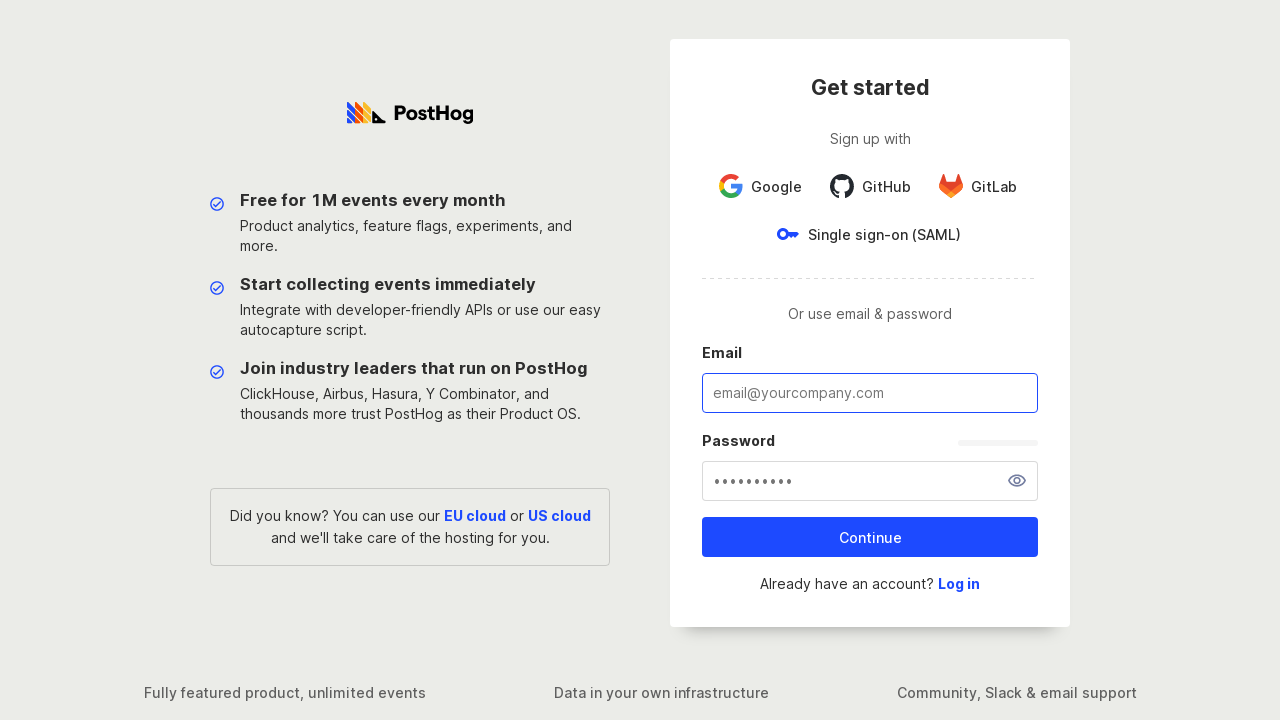 PostHog
Free for 1M events every month
Product analytics, feature flags, experiments, and
more.
Start collecting events immediately
Integrate with developer-friendly APIs or use our easy
autocapture script.
Join industry leaders that run on PostHog
ClickHouse, Airbus, Hasura, Y Combinator, and
thousands more trust PostHog as their Product OS.
Did you know? You can use our EU cloud or US cloud
and we'll take care of the hosting for you.
Get started
Sign up with
Google GitHub GitLab
Single sign-on (SAML)
Or use email & password
Email
email@yourcompany.com
Password
••••••••••
Continue
Already have an account? Log in
Fully featured product, unlimited events Data in your own infrastructure Community, Slack & email support